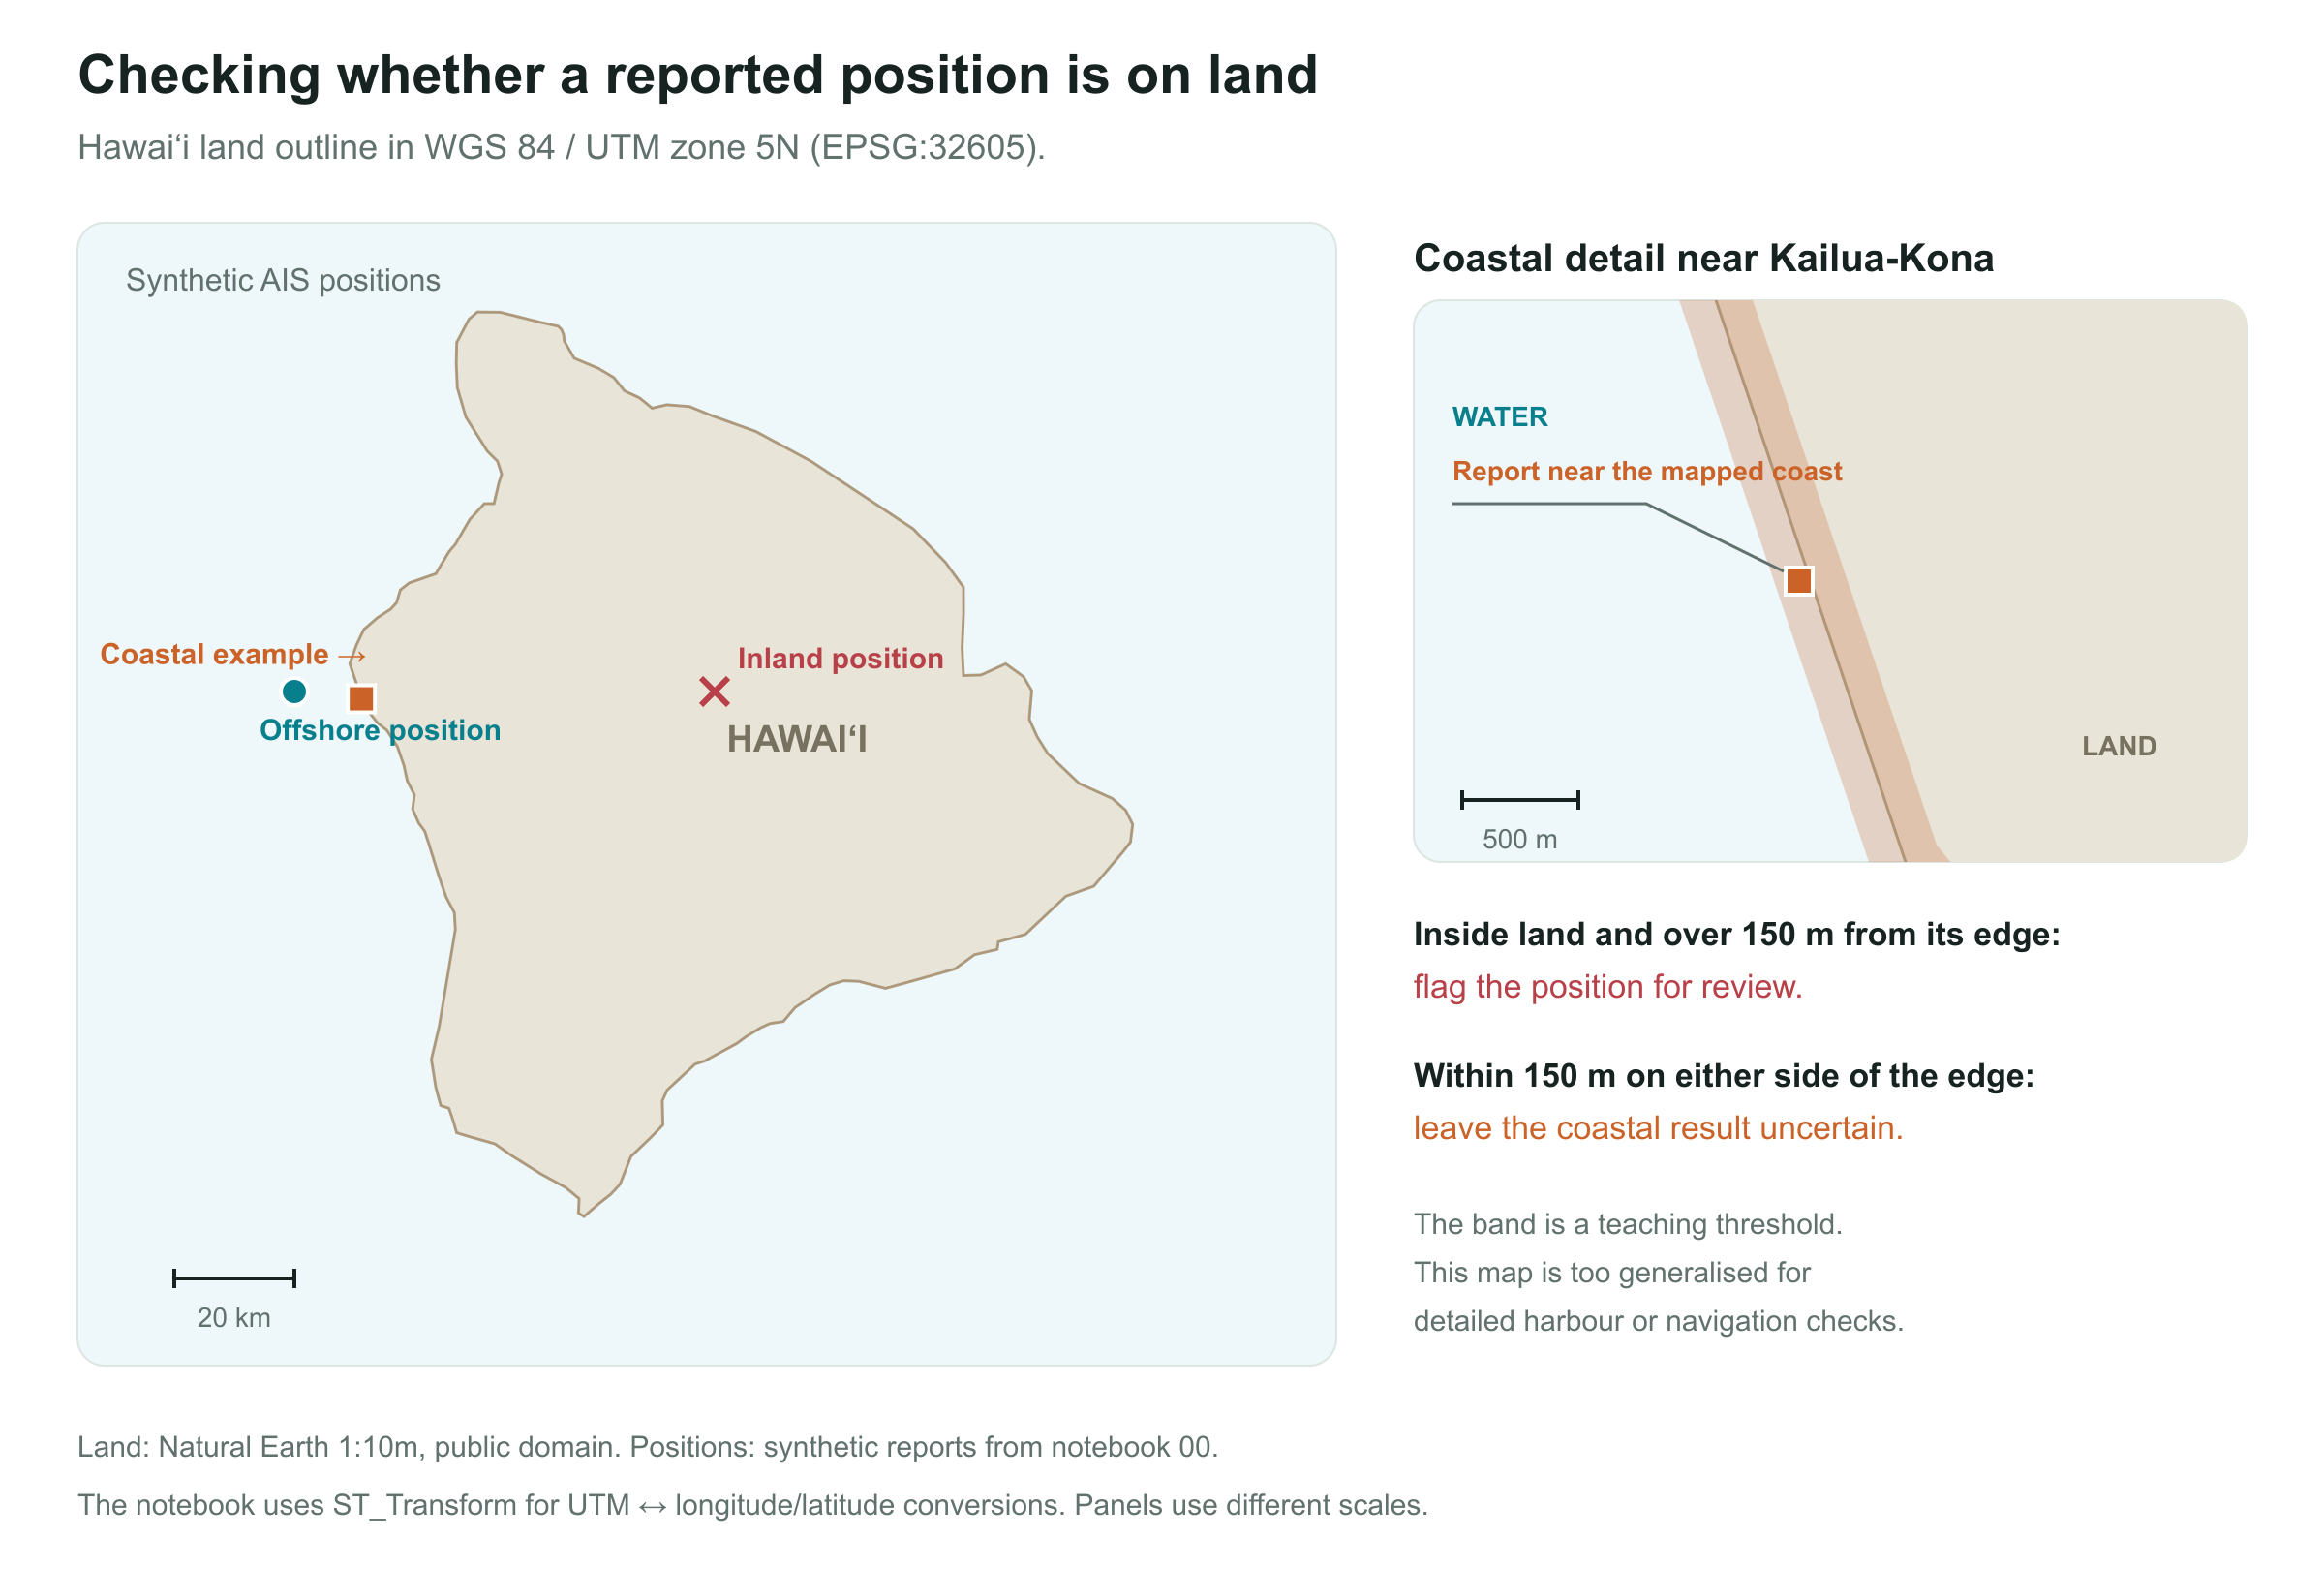 Checking whether a reported position is on land
Hawaiʻi land outline in WGS 84 / UTM zone 5N (EPSG:32605).
Synthetic AIS positions
Coastal example →
Offshore position
Inland position
HAWAIʻI
20 km
Coastal detail near Kailua-Kona
WATER
Report near the mapped coast
LAND
500 m
Inside land and over 150 m from its edge:
flag the position for review.
Within 150 m on either side of the edge:
leave the coastal result uncertain.
The band is a teaching threshold.
This map is too generalised for
detailed harbour or navigation checks.
Land: Natural Earth 1:10m, public domain. Positions: synthetic reports from notebook 00.
The notebook uses ST_Transform for UTM ↔ longitude/latitude conversions. Panels use different scales.